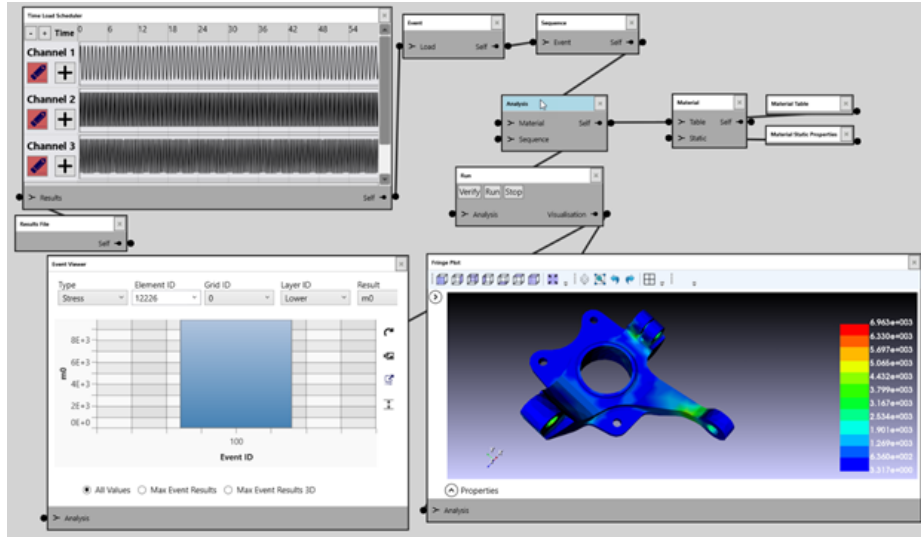 Time Load Scheduler
- + Time 0 6 12 18 24 30 36 42 48 54
Channel 1
Channel 2
Channel 3
Results Self
Event
Load Self
Sequence
Event Self
Analysis
Material Self
Sequence
Material
Table Self
Static
Material Table
Material Static Properties
Run
Verify Run Stop
Analysis Visualisation
Results File
Self
Event Viewer
Type Element ID Grid ID Layer ID Result
Stress 12226 0 Lower m0
8E+3
6E+3
4E+3
2E+3
0E+0
m0
100
Event ID
All Values Max Event Results Max Event Results 3D
Analysis
Fringe Plot
6.963e+003
6.330e+003
5.697e+003
5.065e+003
4.432e+003
3.799e+003
3.167e+003
2.534e+003
1.901e+003
1.269e+003
6.360e+002
3.317e+000
Properties
Analysis